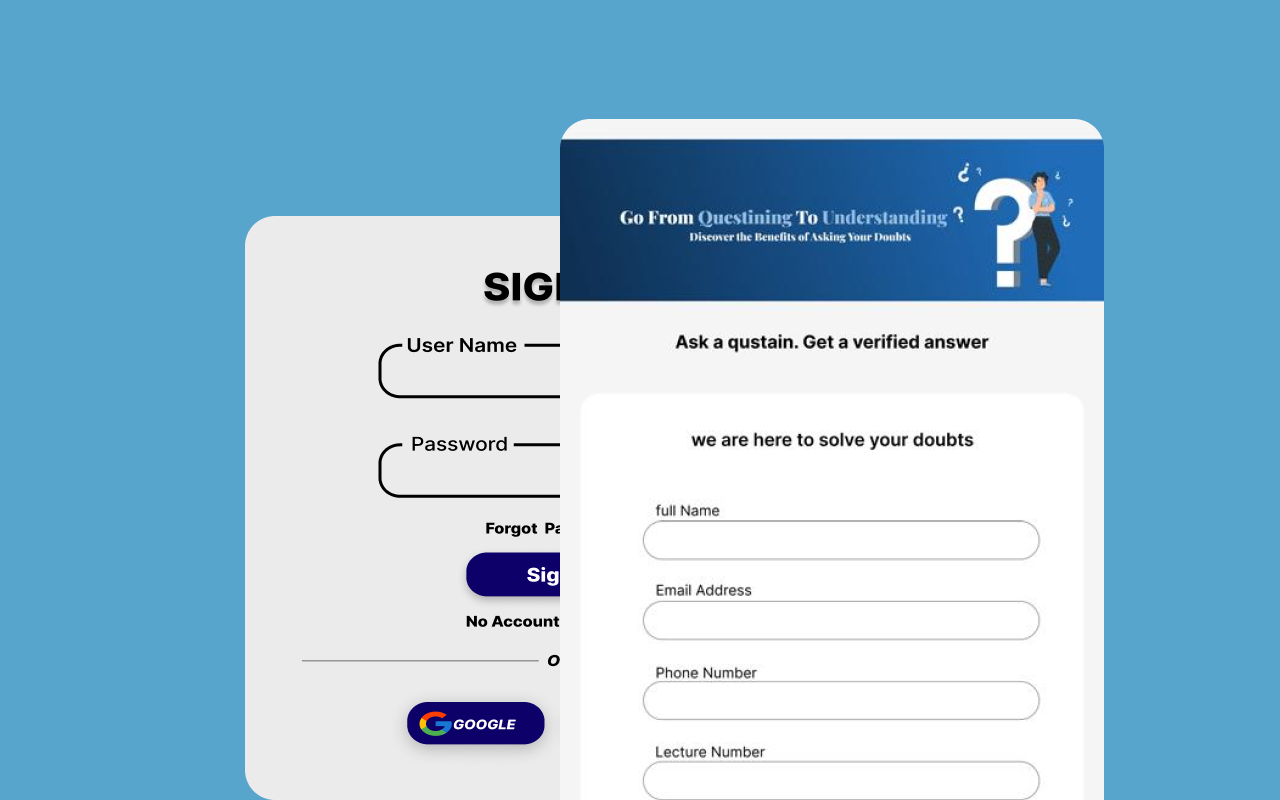 SIG
User Name
Password
Forgot Pa
Sig
No Account
O
GOOGLE
Go From Questining To Understanding
Discover the Benefits of Asking Your Doubts
Ask a qustain. Get a verified answer
we are here to solve your doubts
full Name
Email Address
Phone Number
Lecture Number